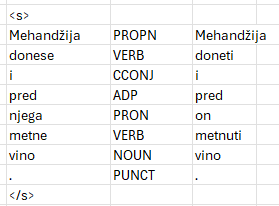 <s>
Mehandžija PROPN Mehandžija
donese VERB doneti
i CCONJ i
pred ADP pred
njega PRON on
metne VERB metnuti
vino NOUN vino
. PUNCT .
</s>